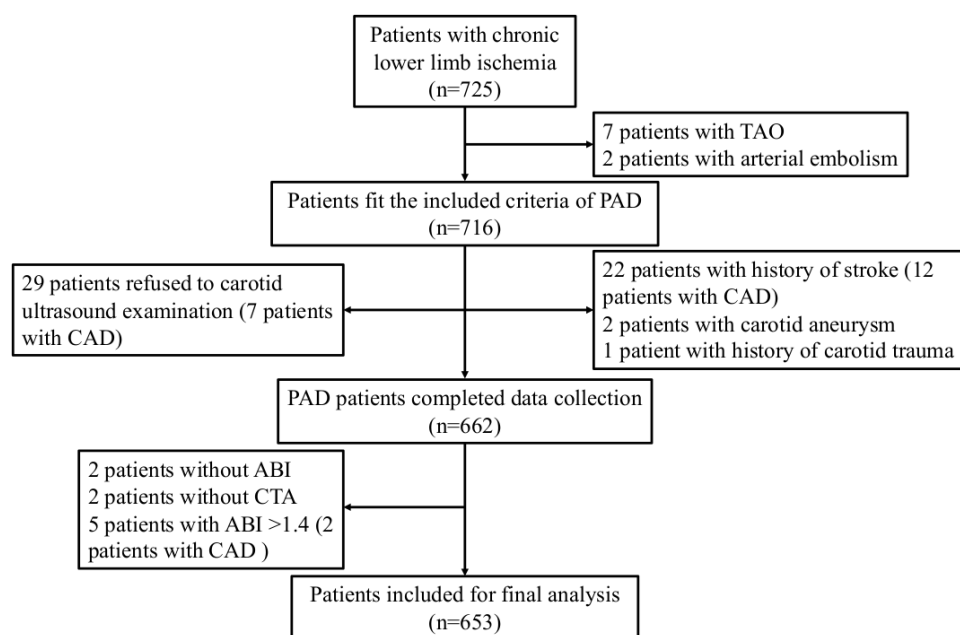 Patients with chronic
lower limb ischemia
(n=725)
7 patients with TAO
2 patients with arterial embolism
Patients fit the included criteria of PAD
(n=716)
29 patients refused to carotid
ultrasound examination (7 patients
with CAD)
22 patients with history of stroke (12
patients with CAD)
2 patients with carotid aneurysm
1 patient with history of carotid trauma
PAD patients completed data collection
(n=662)
2 patients without ABI
2 patients without CTA
5 patients with ABI >1.4 (2
patients with CAD )
Patients included for final analysis
(n=653)